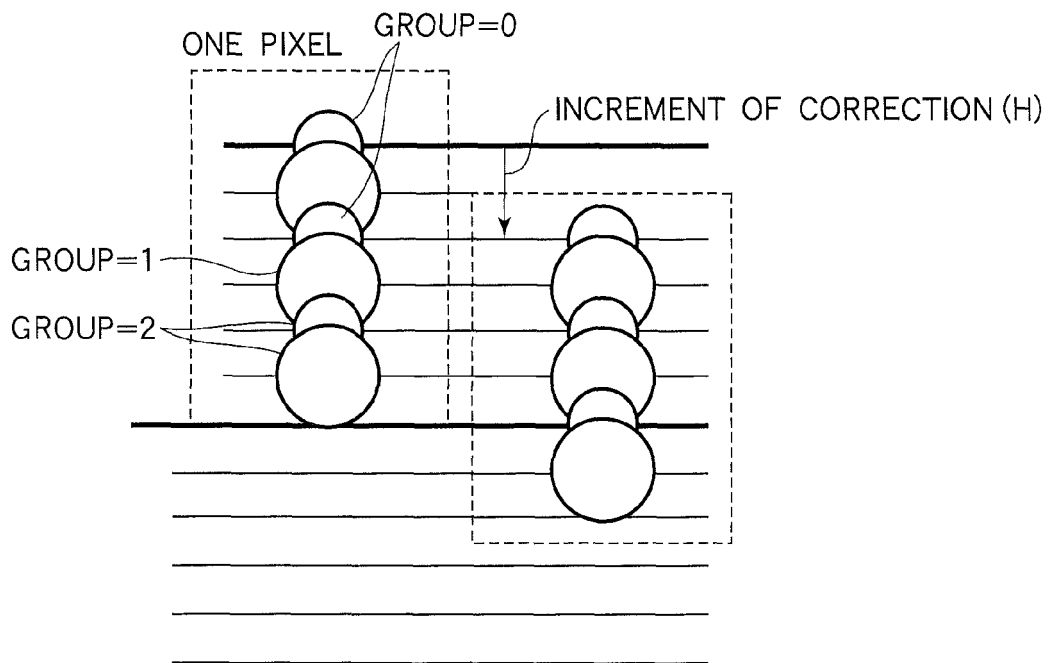 GROUP=0
ONE PIXEL
INCREMENT OF CORRECTION (H)
GROUP=1
GROUP=2